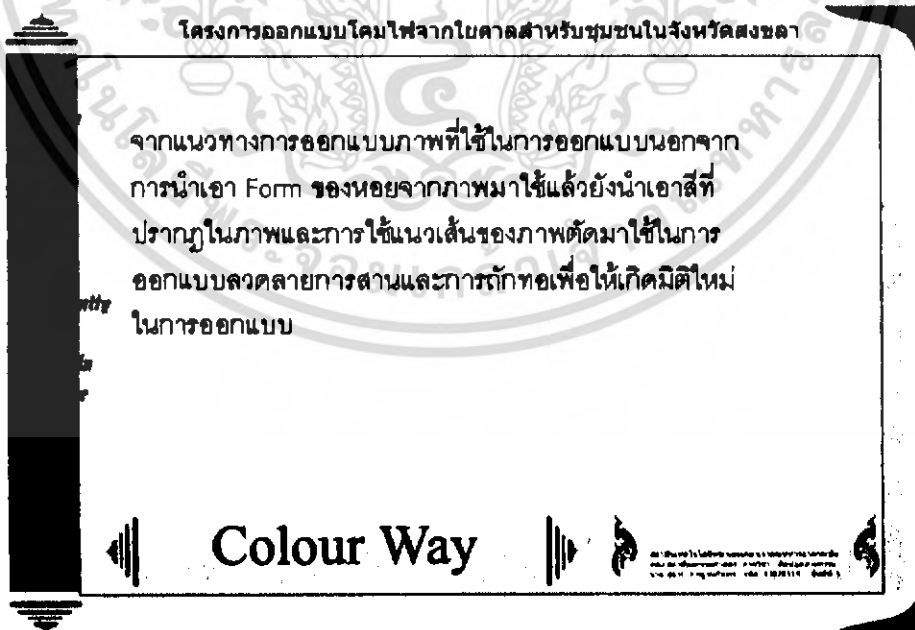 โครงการออกแบบโคมไฟจากใยตาลสำหรับชุมชนในจังหวัดสงขลา
จากแนวทางการออกแบบภาพที่ใช้ในการออกแบบนอกจาก
การนำเอา Form ของหอยจากภาพมาใช้แล้วยังนำเอาสีที่
ปรากฎในภาพและการใช้แนวเส้นของภาพตัดมาใช้ในการ
ออกแบบลวดลายการสานและการถักทอเพื่อให้เกิดมิติใหม่
ในการออกแบบ
Colour Way